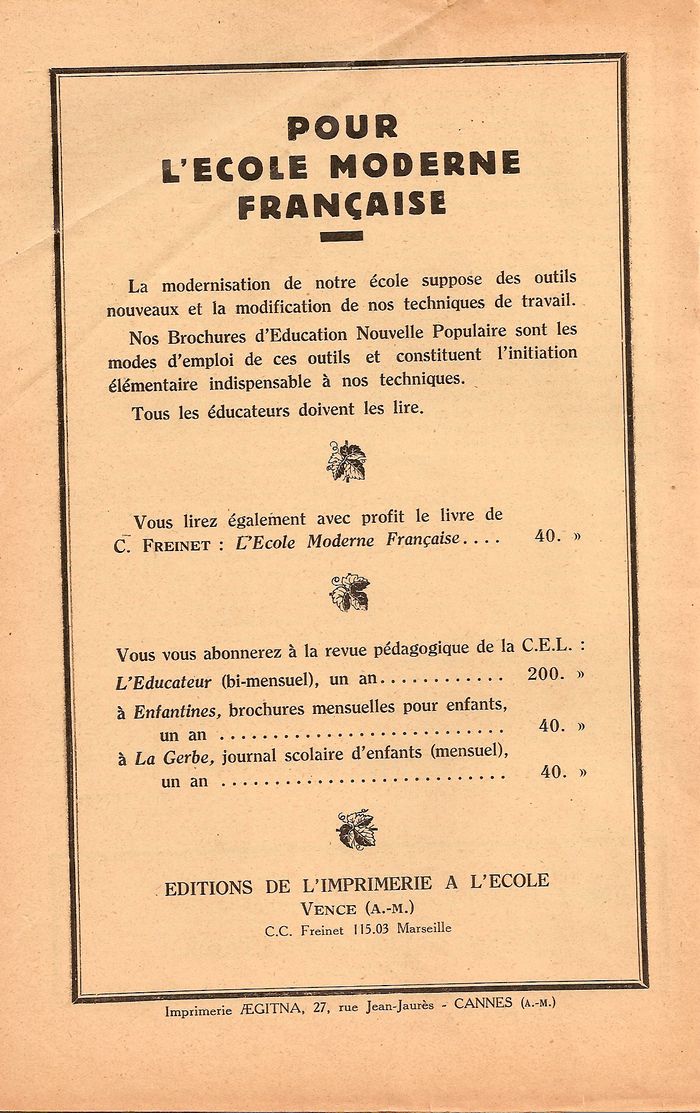 POUR
L'ECOLE MODERNE
FRANÇAISE
La modernisation de notre école suppose des outils
nouveaux et la modification de nos techniques de travail.
Nos Brochures d'Education Nouvelle Populaire sont les
modes d'emploi de ces outils et constituent l'initiation
élémentaire indispensable à nos techniques.
Tous les éducateurs doivent les lire.
Vous lirez également avec profit le livre de
C. FREINET : L'Ecole Moderne Française.... 40. »
Vous vous abonnerez à la revue pédagogique de la C.E.L. :
L'Educateur (bi-mensuel), un an............ 200. »
à Enfantines, brochures mensuelles pour enfants,
un an ........................... 40. »
à La Gerbe, journal scolaire d'enfants (mensuel),
un an ........................... 40. »
EDITIONS DE L'IMPRIMERIE A L'ECOLE
VENCE (A.-M.)
C.C. Freinet 115.03 Marseille
Imprimerie ÆGITNA, 27, rue Jean-Jaurès - CANNES (A.-M.)